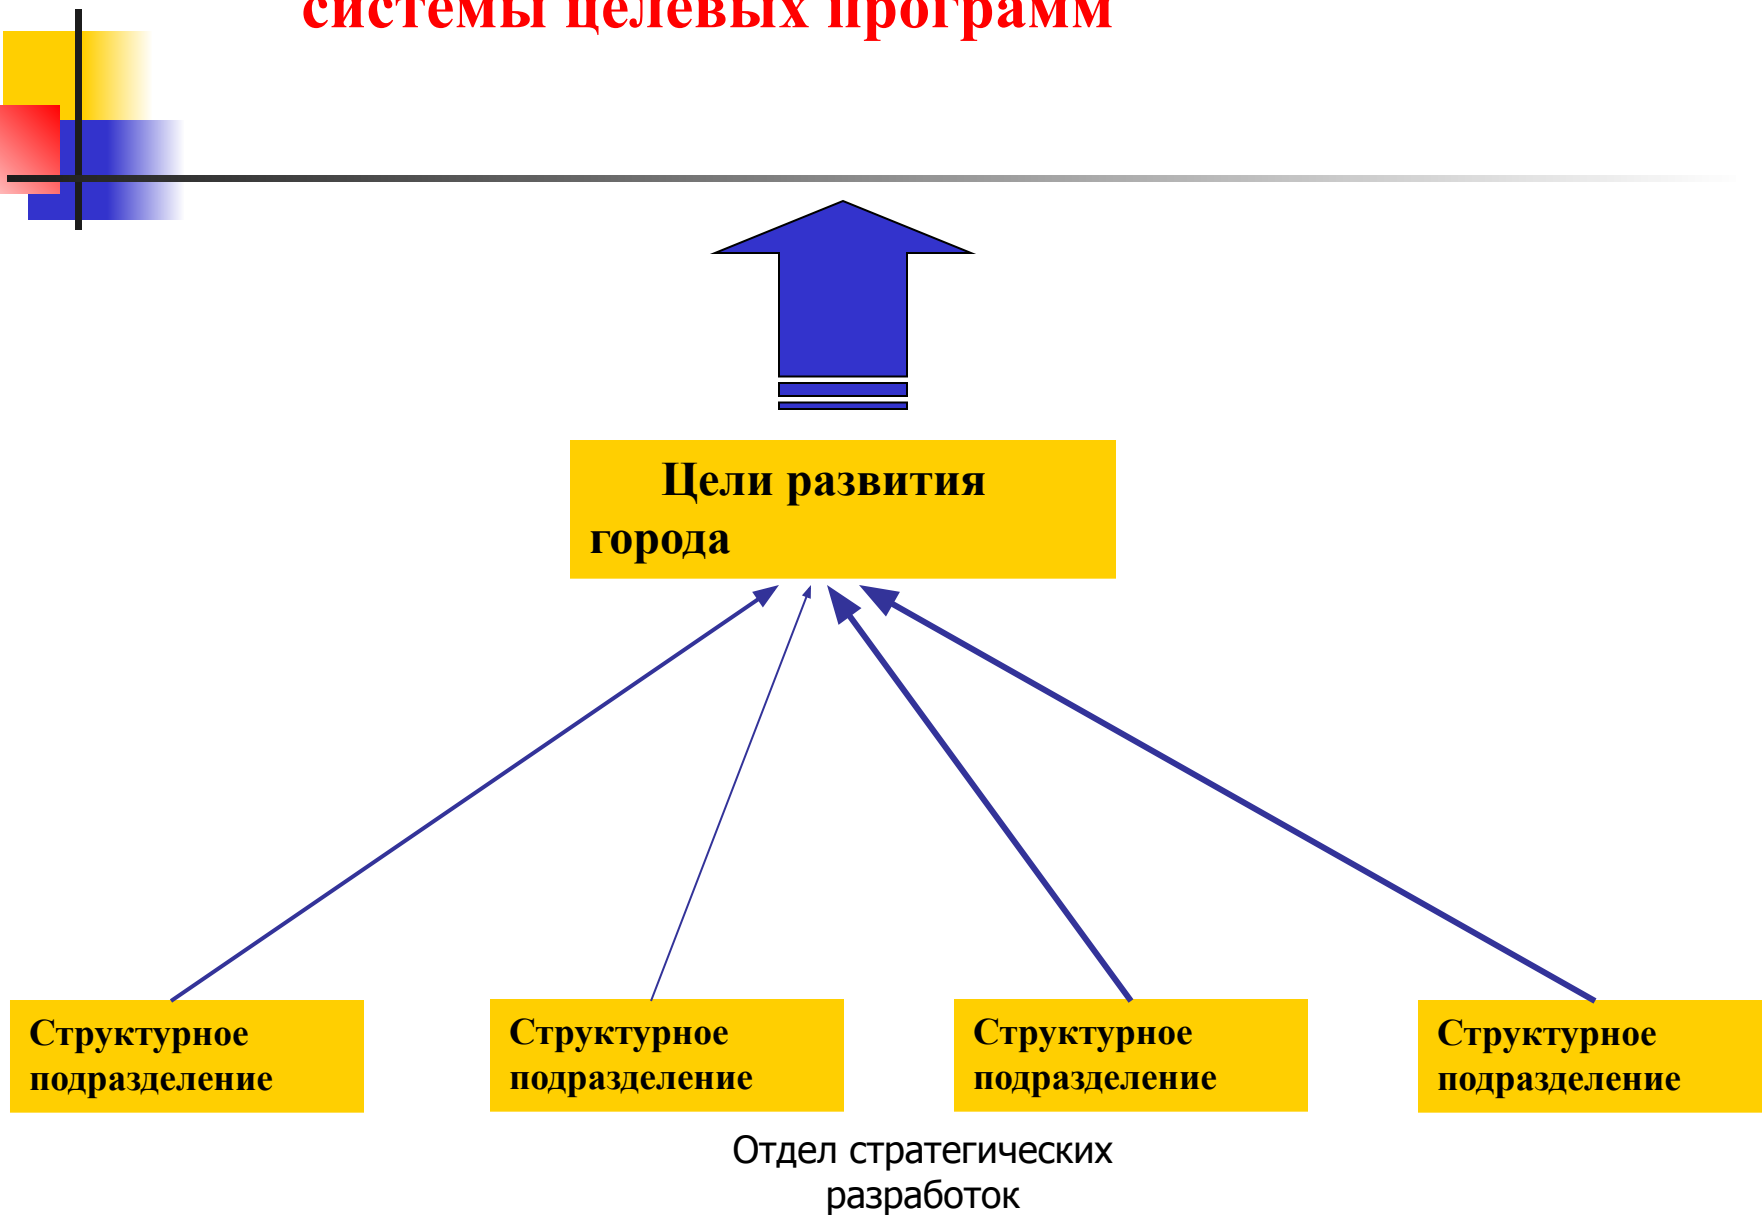 системы целевых программ
Цели развития
города
Структурное
подразделение
Структурное
подразделение
Структурное
подразделение
Структурное
подразделение
Отдел стратегических
разработок